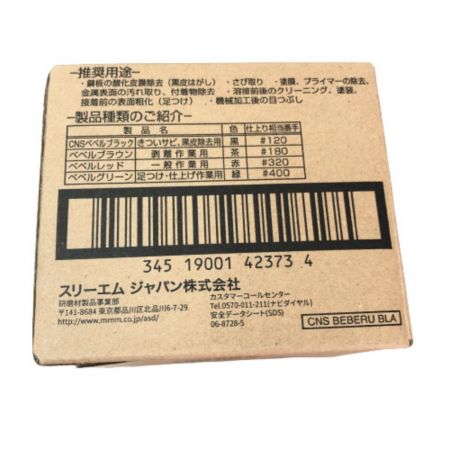 −推奨用途−
・鋼板の酸化皮膜除去（黒皮はがし） ・さび取り ・塗膜、プライマーの除去、
金属表面の汚れ取り、付着物除去 ・溶接前後のクリーニング、塗装、
接着前の表面粗化（足つけ） ・機械加工後の目つぶし
−製品種類のご紹介−
製品名 色 仕上り相当番手
CNSベベルブラック きついサビ、黒皮除去用 黒 #120
ベベルブラウン 剥離作業用 茶 #180
ベベルレッド 一般作業用 赤 #320
ベベルグリーン 足つけ・仕上げ作業用 緑 #400
345 19001 42373 4
スリーエム ジャパン株式会社
研磨材製品事業部
〒141-8684 東京都品川区北品川6-7-29
http://www.mmm.co.jp/asd/
カスタマーコールセンター
Tel.0570-011-211(ナビダイヤル)
安全データシート(SDS)
06-8728-5
CNS BEBERU BLA